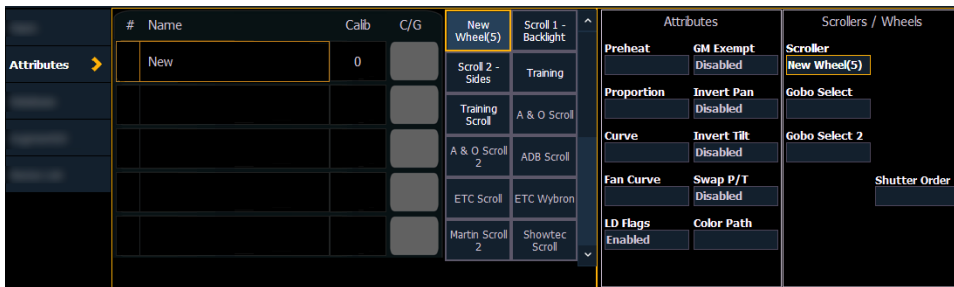 Attributes
# Name Calib C/G
New 0
New
Wheel(5)
Scroll 1 -
Backlight
Scroll 2 -
Sides
Training
Training
Scroll
A & O Scroll
A & O Scroll
2
ADB Scroll
ETC Scroll
ETC Wybron
Martin Scroll
2
Showtec
Scroll
Attributes
Preheat GM Exempt
Disabled
Proportion Invert Pan
Disabled
Curve Invert Tilt
Disabled
Fan Curve Swap P/T
Disabled
LD Flags Color Path
Enabled
Scrollers / Wheels
Scroller
New Wheel(5)
Gobo Select
Gobo Select 2
Shutter Order